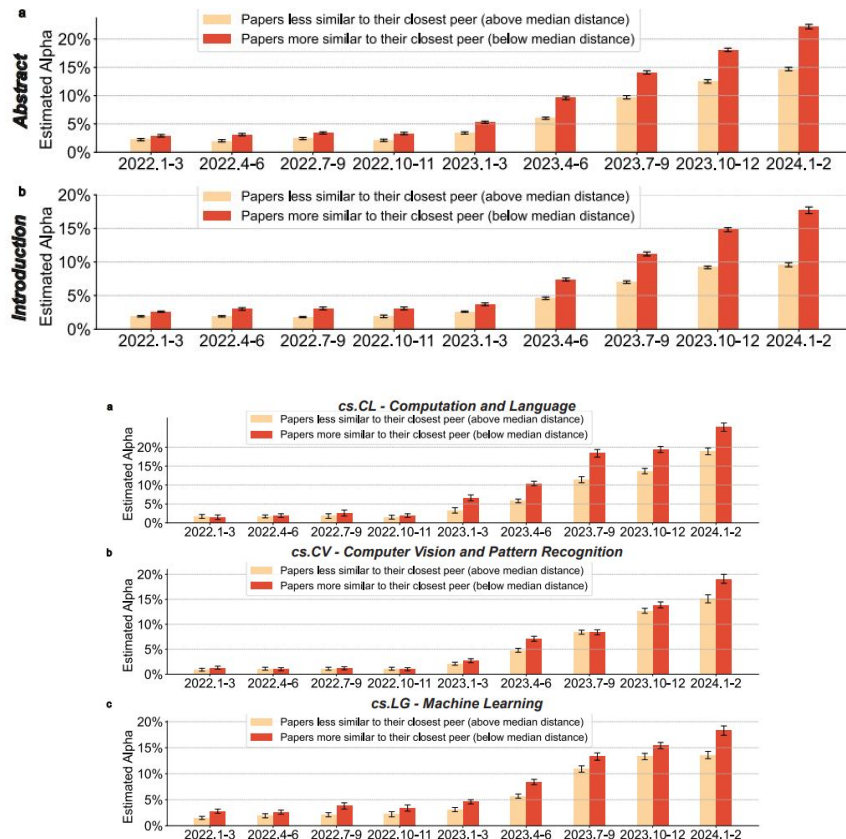 a
Abstract
Estimated Alpha
Papers less similar to their closest peer (above median distance)
Papers more similar to their closest peer (below median distance)
20%
15%
10%
5%
0%
2022.1-3 2022.4-6 2022.7-9 2022.10-11 2023.1-3 2023.4-6 2023.7-9 2023.10-12 2024.1-2
b
Introduction
Estimated Alpha
Papers less similar to their closest peer (above median distance)
Papers more similar to their closest peer (below median distance)
20%
15%
10%
5%
0%
2022.1-3 2022.4-6 2022.7-9 2022.10-11 2023.1-3 2023.4-6 2023.7-9 2023.10-12 2024.1-2
a
cs.CL - Computation and Language
Estimated Alpha
Papers less similar to their closest peer (above median distance)
Papers more similar to their closest peer (below median distance)
20%
15%
10%
5%
0%
2022.1-3 2022.4-6 2022.7-9 2022.10-11 2023.1-3 2023.4-6 2023.7-9 2023.10-12 2024.1-2
b
cs.CV - Computer Vision and Pattern Recognition
Estimated Alpha
Papers less similar to their closest peer (above median distance)
Papers more similar to their closest peer (below median distance)
20%
15%
10%
5%
0%
2022.1-3 2022.4-6 2022.7-9 2022.10-11 2023.1-3 2023.4-6 2023.7-9 2023.10-12 2024.1-2
c
cs.LG - Machine Learning
Estimated Alpha
Papers less similar to their closest peer (above median distance)
Papers more similar to their closest peer (below median distance)
20%
15%
10%
5%
0%
2022.1-3 2022.4-6 2022.7-9 2022.10-11 2023.1-3 2023.4-6 2023.7-9 2023.10-12 2024.1-2